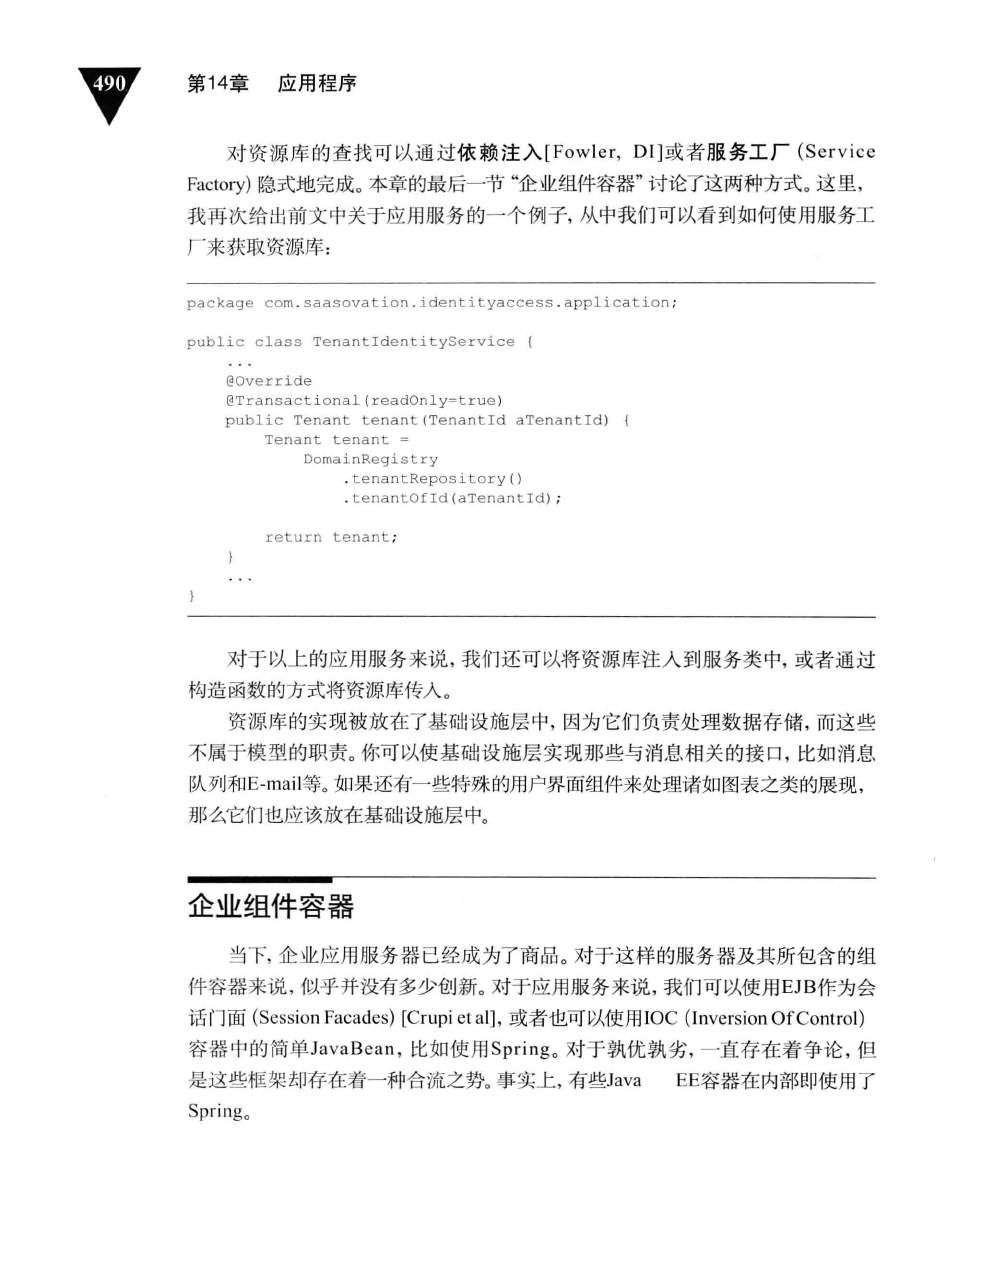 490 第14章 应用程序
对资源库的查找可以通过依赖注入[Fowler, DI]或者服务工厂 (Service
Factory) 隐式地完成。本章的最后一节 “企业组件容器” 讨论了这两种方式。这里,
我再次给出前文中关于应用服务的一个例子, 从中我们可以看到如何使用服务工
厂来获取资源库:
package com.saasovation.identityaccess.application;
public class TenantIdentityService {
    ...
    @Override
    @Transactional(readOnly=true)
    public Tenant tenant(TenantId aTenantId) {
        Tenant tenant =
            DomainRegistry
                .tenantRepository()
                .tenantOfId(aTenantId);
        return tenant;
    }
    ...
}
对于以上的应用服务来说, 我们还可以将资源库注入到服务类中, 或者通过
构造函数的方式将资源库传入。
资源库的实现被放在了基础设施层中, 因为它们负责处理数据存储, 而这些
不属于模型的职责。你可以使基础设施层实现那些与消息相关的接口, 比如消息
队列和E-mail等。如果还有一些特殊的用户界面组件来处理诸如图表之类的展现,
那么它们也应该放在基础设施层中。
企业组件容器
当下, 企业应用服务器已经成为了商品。对于这样的服务器及其所包含的组
件容器来说, 似乎并没有多少创新。对于应用服务来说, 我们可以使用EJB作为会
话门面 (Session Facades) [Crupi et al], 或者也可以使用IOC (Inversion Of Control)
容器中的简单JavaBean, 比如使用Spring。对于孰优孰劣, 一直存在着争论, 但
是这些框架却存在着一种合流之势。事实上, 有些Java EE容器在内部即使用了
Spring。